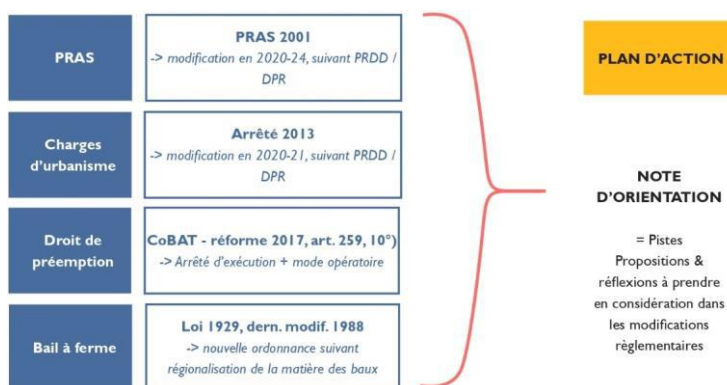 PRAS
PRAS 2001
-> modification en 2020-24, suivant PRDD /
DPR
Charges
d'urbanisme
Arrêté 2013
-> modification en 2020-21, suivant PRDD /
DPR
Droit de
préemption
CoBAT - réforme 2017, art. 259, 10°)
-> Arrêté d'exécution + mode opératoire
Bail à ferme
Loi 1929, dern. modif. 1988
-> nouvelle ordonnance suivant
régionalisation de la matière des baux
PLAN D'ACTION
NOTE
D'ORIENTATION
= Pistes
Propositions &
réflexions à prendre
en considération dans
les modifications
règlementaires